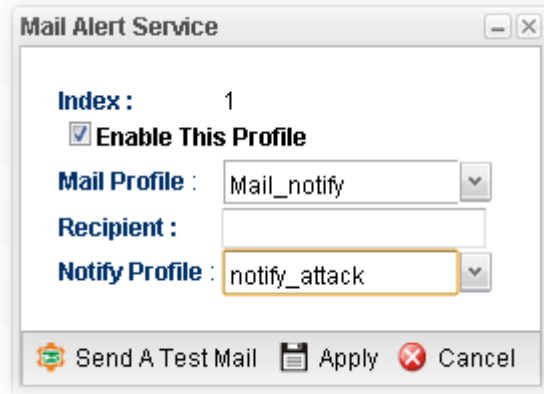 Mail Alert Service
Index : 1
Enable This Profile
Mail Profile : Mail_notify
Recipient :
Notify Profile : notify_attack
Send A Test Mail Apply Cancel